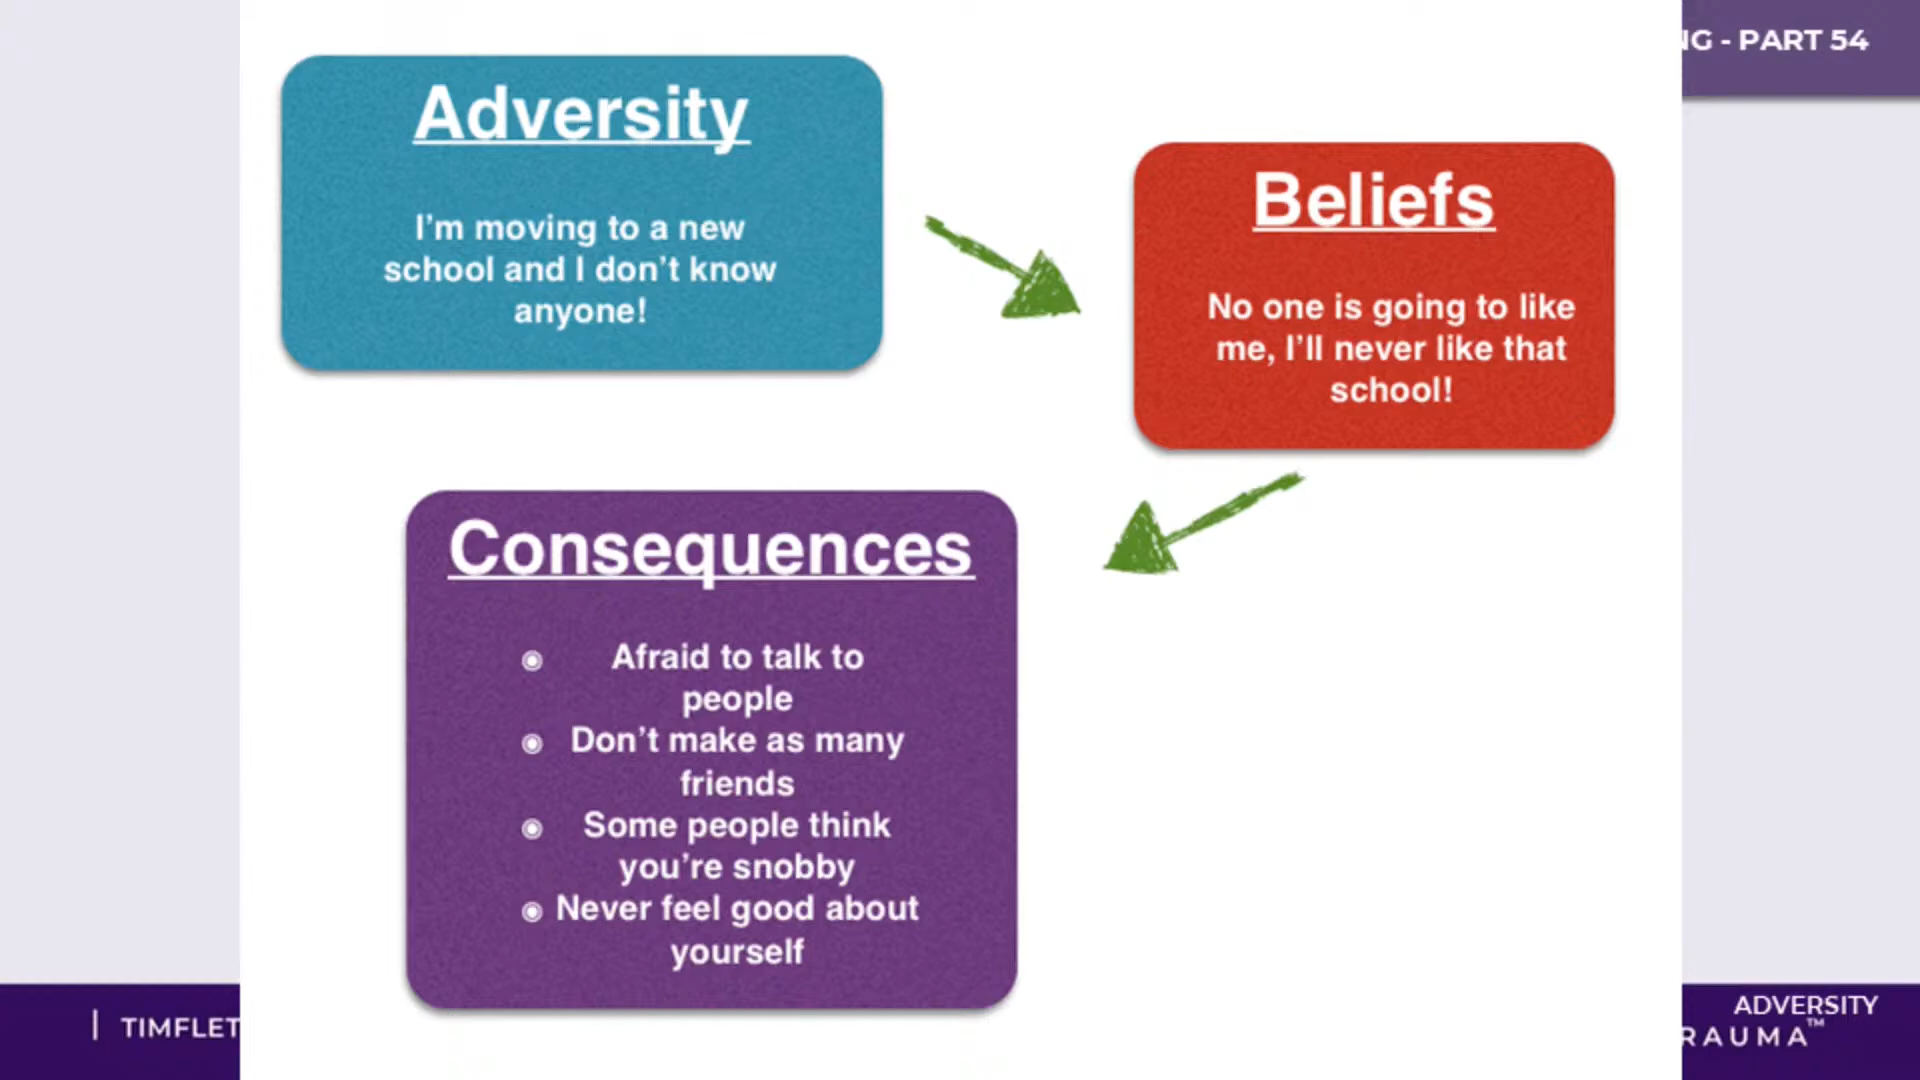 NG - PART 54
Adversity
I'm moving to a new
school and I don't know
anyone!
Beliefs
No one is going to like
me, I'll never like that
school!
Consequences
◉ Afraid to talk to
people
◉ Don't make as many
friends
◉ Some people think
you're snobby
◉ Never feel good about
yourself
| TIMFLET
ADVERSITY
RAUMA™